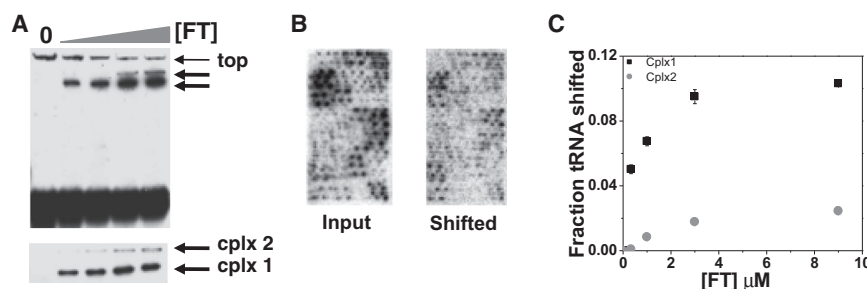 A
0
[FT]
top
cplx 2
cplx 1
B
Input
Shifted
C
Fraction tRNA shifted
0.12
0.08
0.04
0.00
Cplx1
Cplx2
0 2 4 6 8 10
[FT] µM